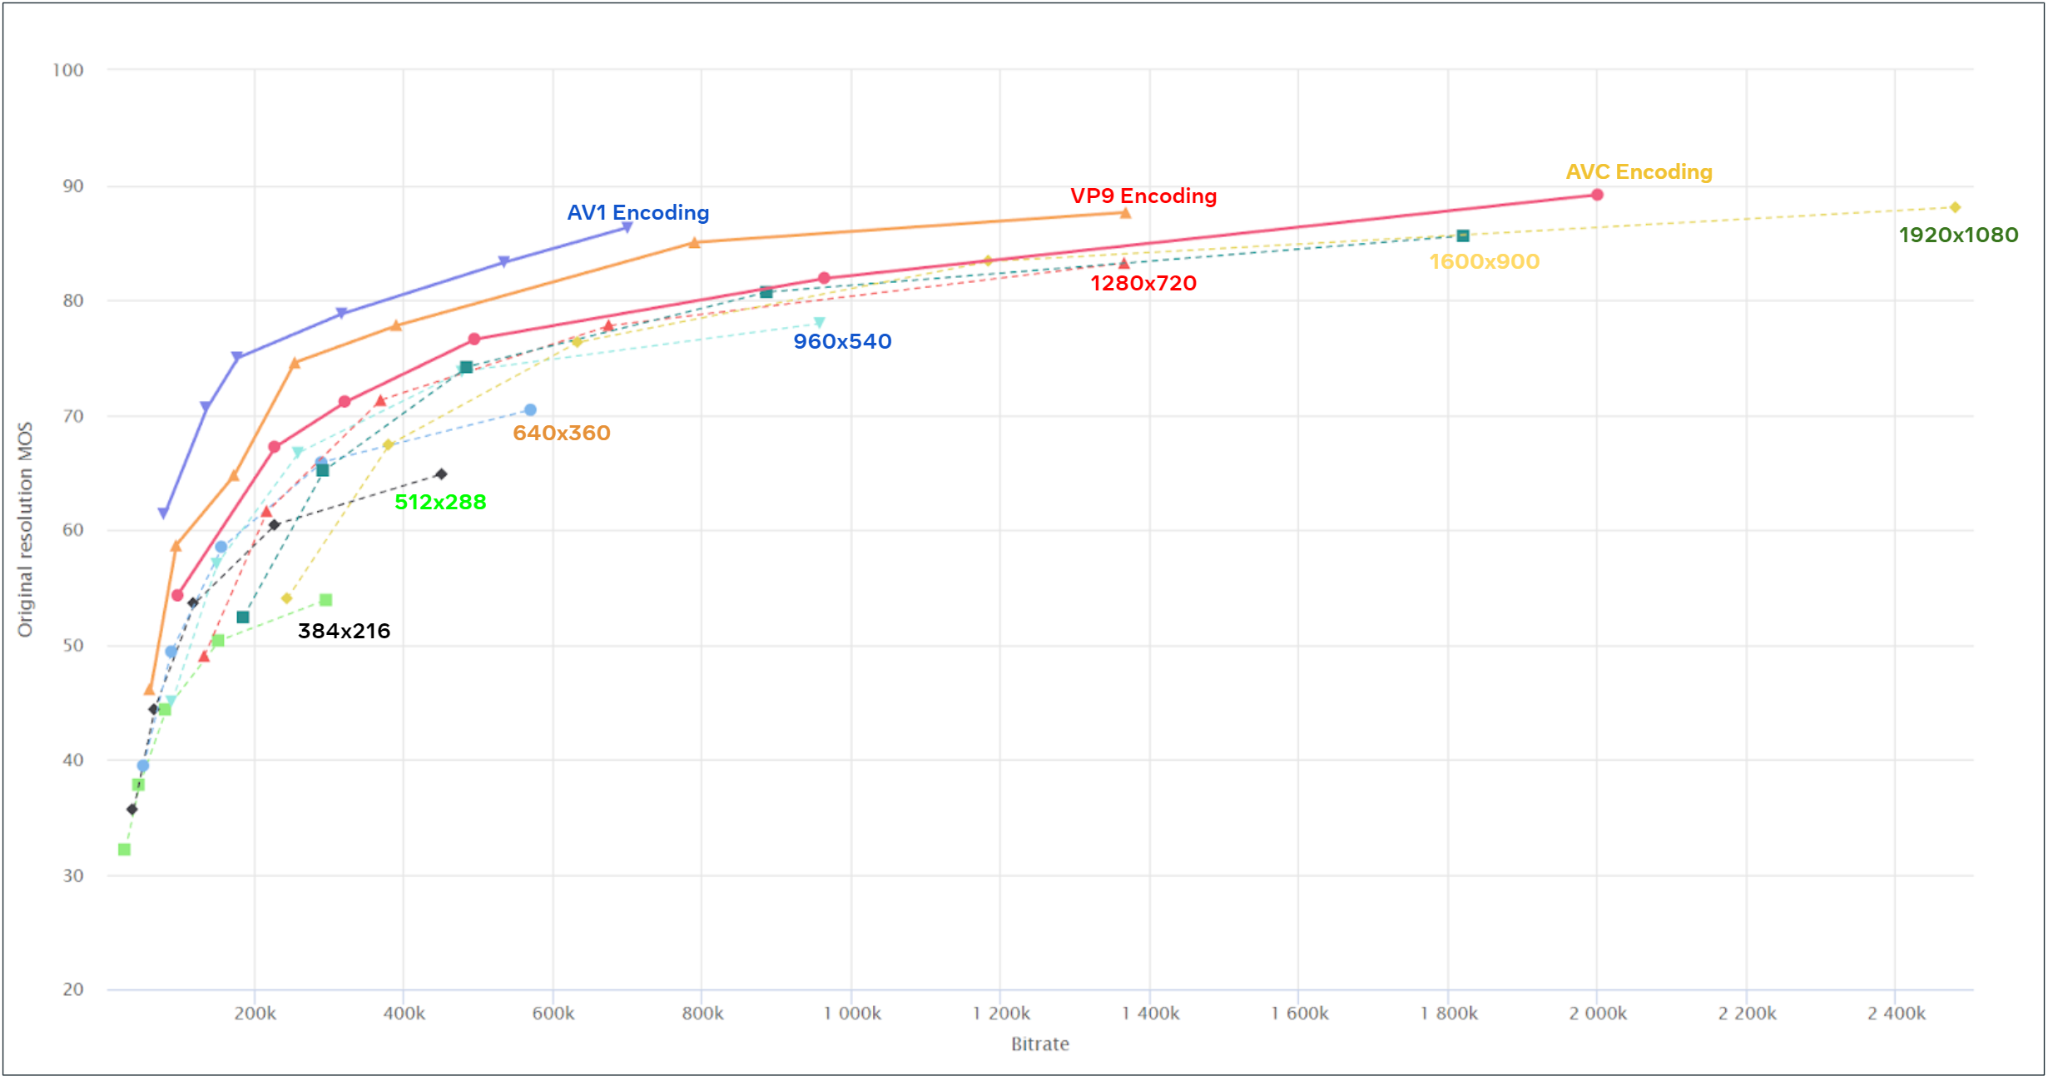 100
90
80
70
60
50
40
30
20
Original resolution MOS
AV1 Encoding
VP9 Encoding
AVC Encoding
1920x1080
1600x900
1280x720
960x540
640x360
512x288
384x216
200k
400k
600k
800k
1 000k
1 200k
1 400k
1 600k
1 800k
2 000k
2 200k
2 400k
Bitrate